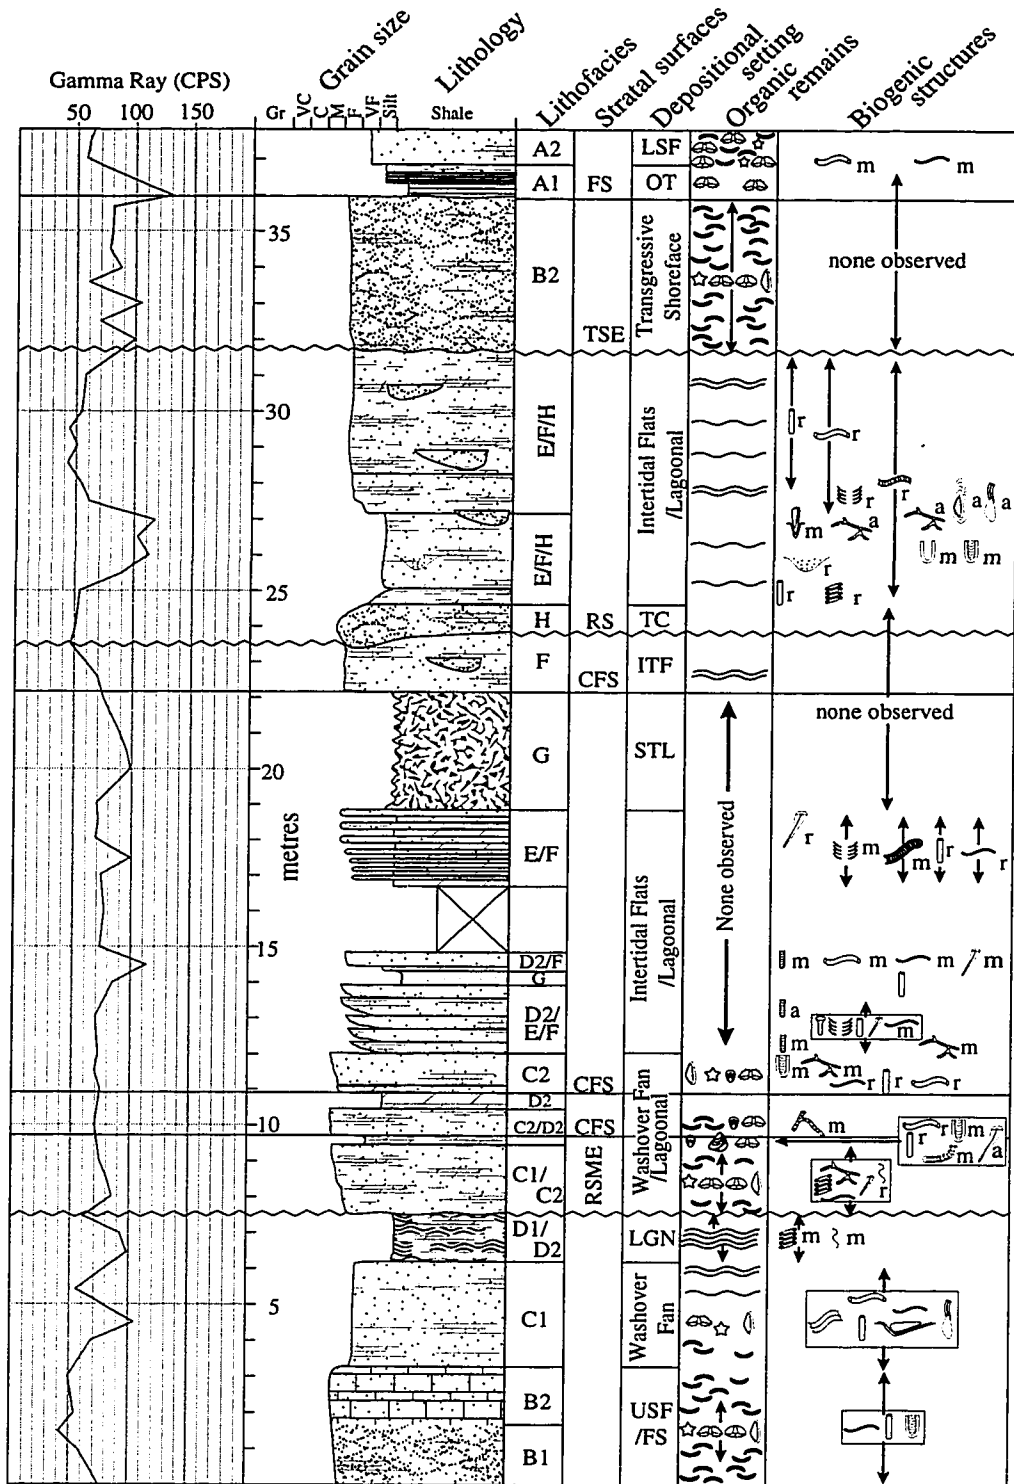 Grain size
Lithology
Lithofacies
Stratal surfaces
Depositional setting
Organic remains
Biogenic structures
Gamma Ray (CPS)
50 100 150
Gr VC C M F VF Silt Shale
A2 LSF
m m
A1 FS OT
35
B2
Transgressive Shoreface
none observed
TSE
30
E/F/H
Intertidal Flats /Lagoonal
r r
r r a a a
m a m m
E/F/H
r
25
r r
H RS TC
F CFS ITF
none observed
G STL
20
metres
None observed
E/F
Intertidal Flats /Lagoonal
r m m r r
15
D2/F
m m m m
G
D2/ E/F
a
m m
m
C2
m m r r r
CFS
Washover Fan /Lagoonal
D2
10
C2/D2 CFS
m r m
r m a
C1/ C2
RSME
r
D1/ D2
LGN
m m
5
C1
Washover Fan
B2
USF /FS
B1